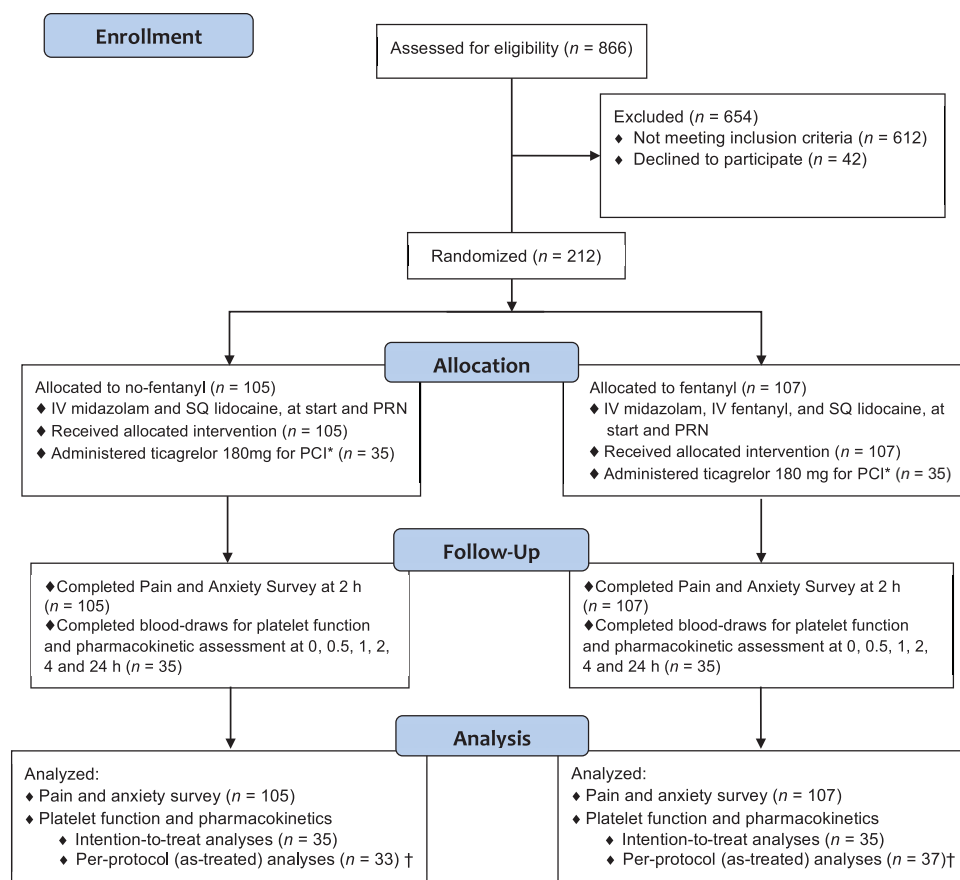 Enrollment
Assessed for eligibility (n = 866)
Excluded (n = 654)
♦ Not meeting inclusion criteria (n = 612)
♦ Declined to participate (n = 42)
Randomized (n = 212)
Allocation
Allocated to no-fentanyl (n = 105)
♦ IV midazolam and SQ lidocaine, at start and PRN
♦ Received allocated intervention (n = 105)
♦ Administered ticagrelor 180mg for PCI* (n = 35)
Allocated to fentanyl (n = 107)
♦ IV midazolam, IV fentanyl, and SQ lidocaine, at
start and PRN
♦ Received allocated intervention (n = 107)
♦ Administered ticagrelor 180 mg for PCI* (n = 35)
Follow-Up
♦Completed Pain and Anxiety Survey at 2 h
(n = 105)
♦Completed blood-draws for platelet function
and pharmacokinetic assessment at 0, 0.5, 1, 2,
4 and 24 h (n = 35)
♦Completed Pain and Anxiety Survey at 2 h
(n = 107)
♦Completed blood-draws for platelet function
and pharmacokinetic assessment at 0, 0.5, 1, 2,
4 and 24 h (n = 35)
Analysis
Analyzed:
♦ Pain and anxiety survey (n = 105)
♦ Platelet function and pharmacokinetics
♦ Intention-to-treat analyses (n = 35)
♦ Per-protocol (as-treated) analyses (n = 33) †
Analyzed:
♦ Pain and anxiety survey (n = 107)
♦ Platelet function and pharmacokinetics
♦ Intention-to-treat analyses (n = 35)
♦ Per-protocol (as-treated) analyses (n = 37)†